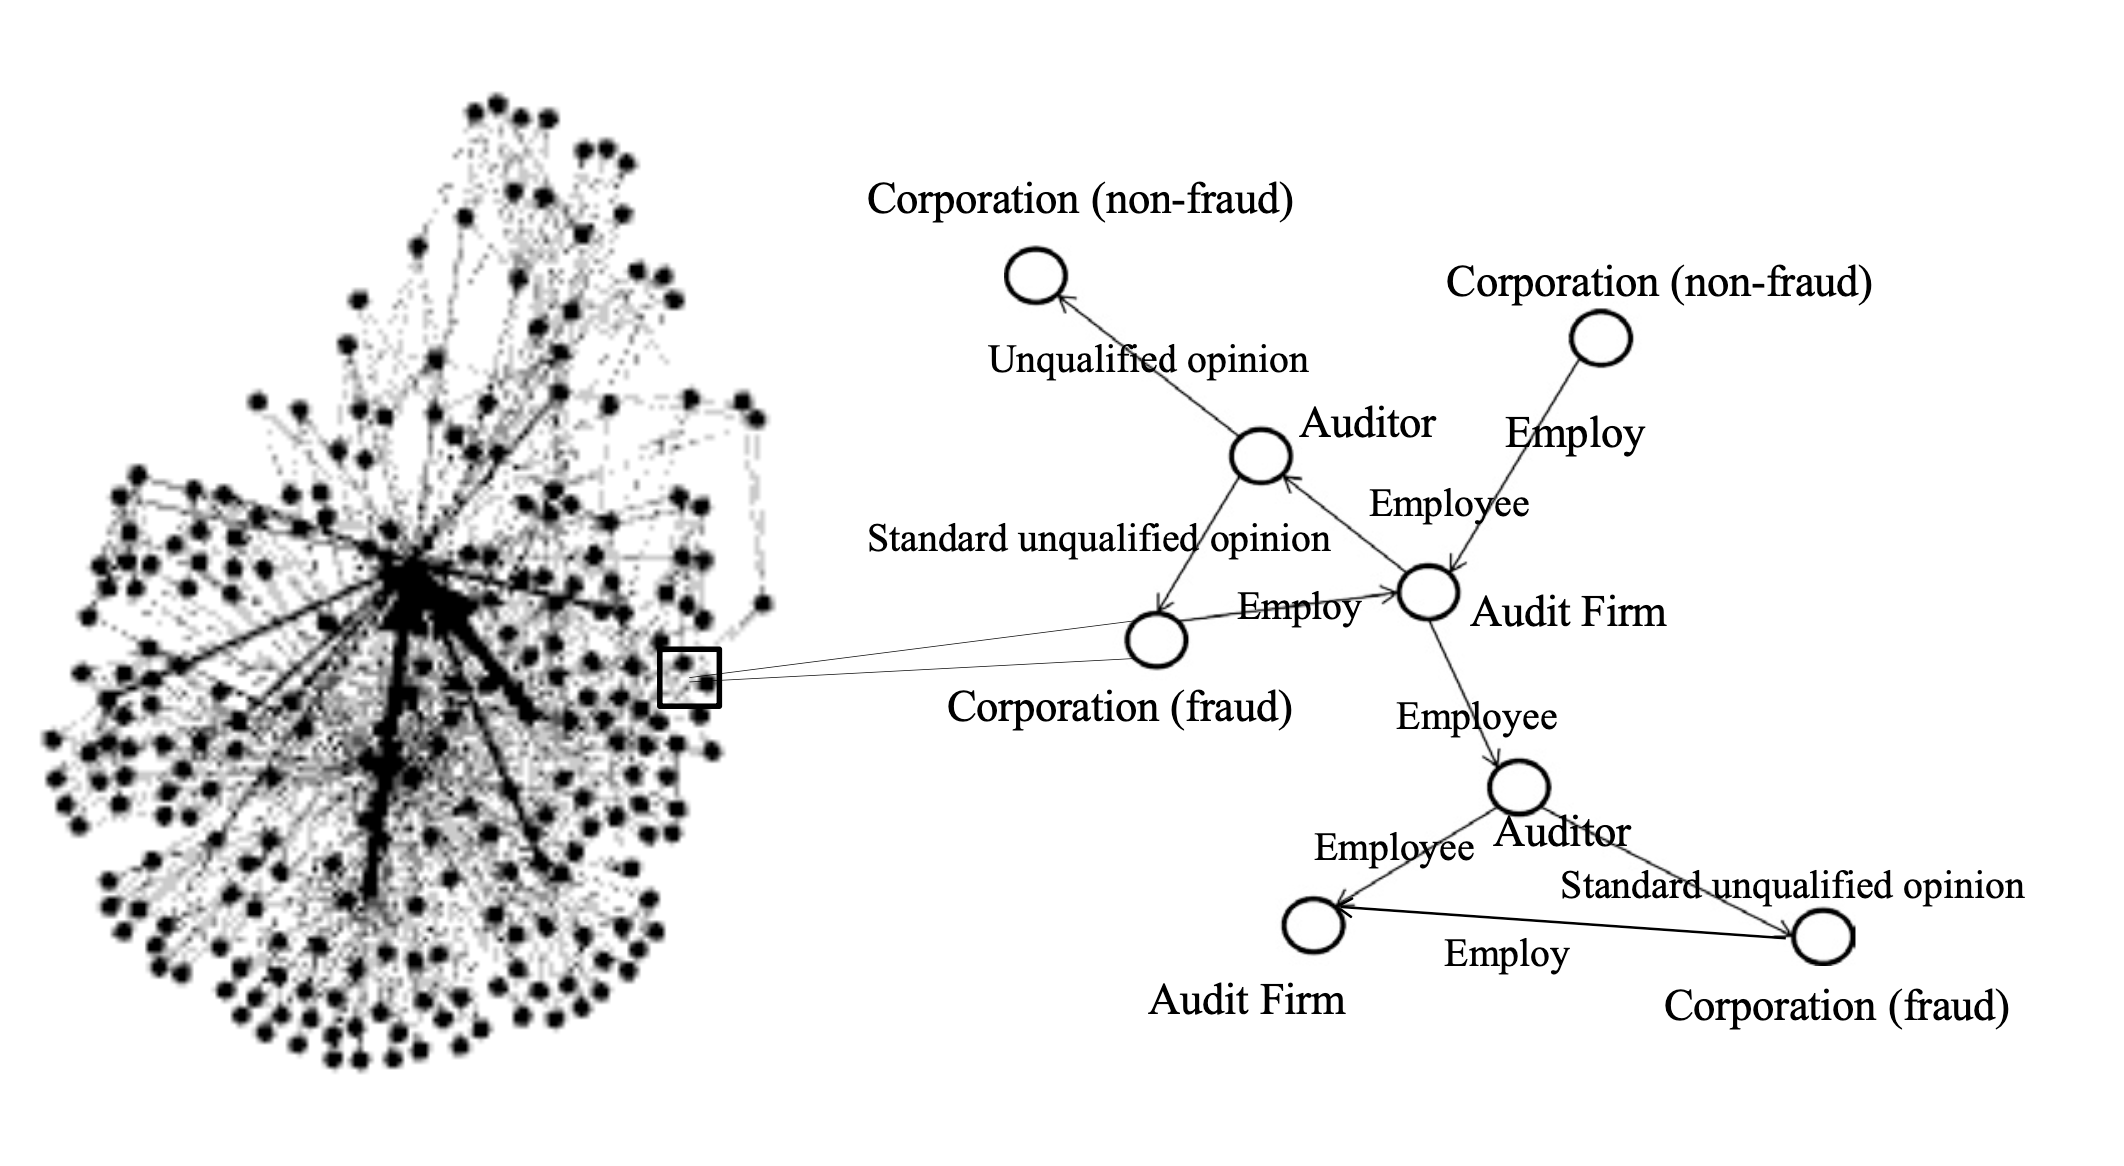 Corporation (non-fraud)
Corporation (non-fraud)
Unqualified opinion
Auditor
Employ
Employee
Standard unqualified opinion
Employ
Audit Firm
Corporation (fraud)
Employee
Auditor
Employee
Standard unqualified opinion
Employ
Audit Firm
Corporation (fraud)